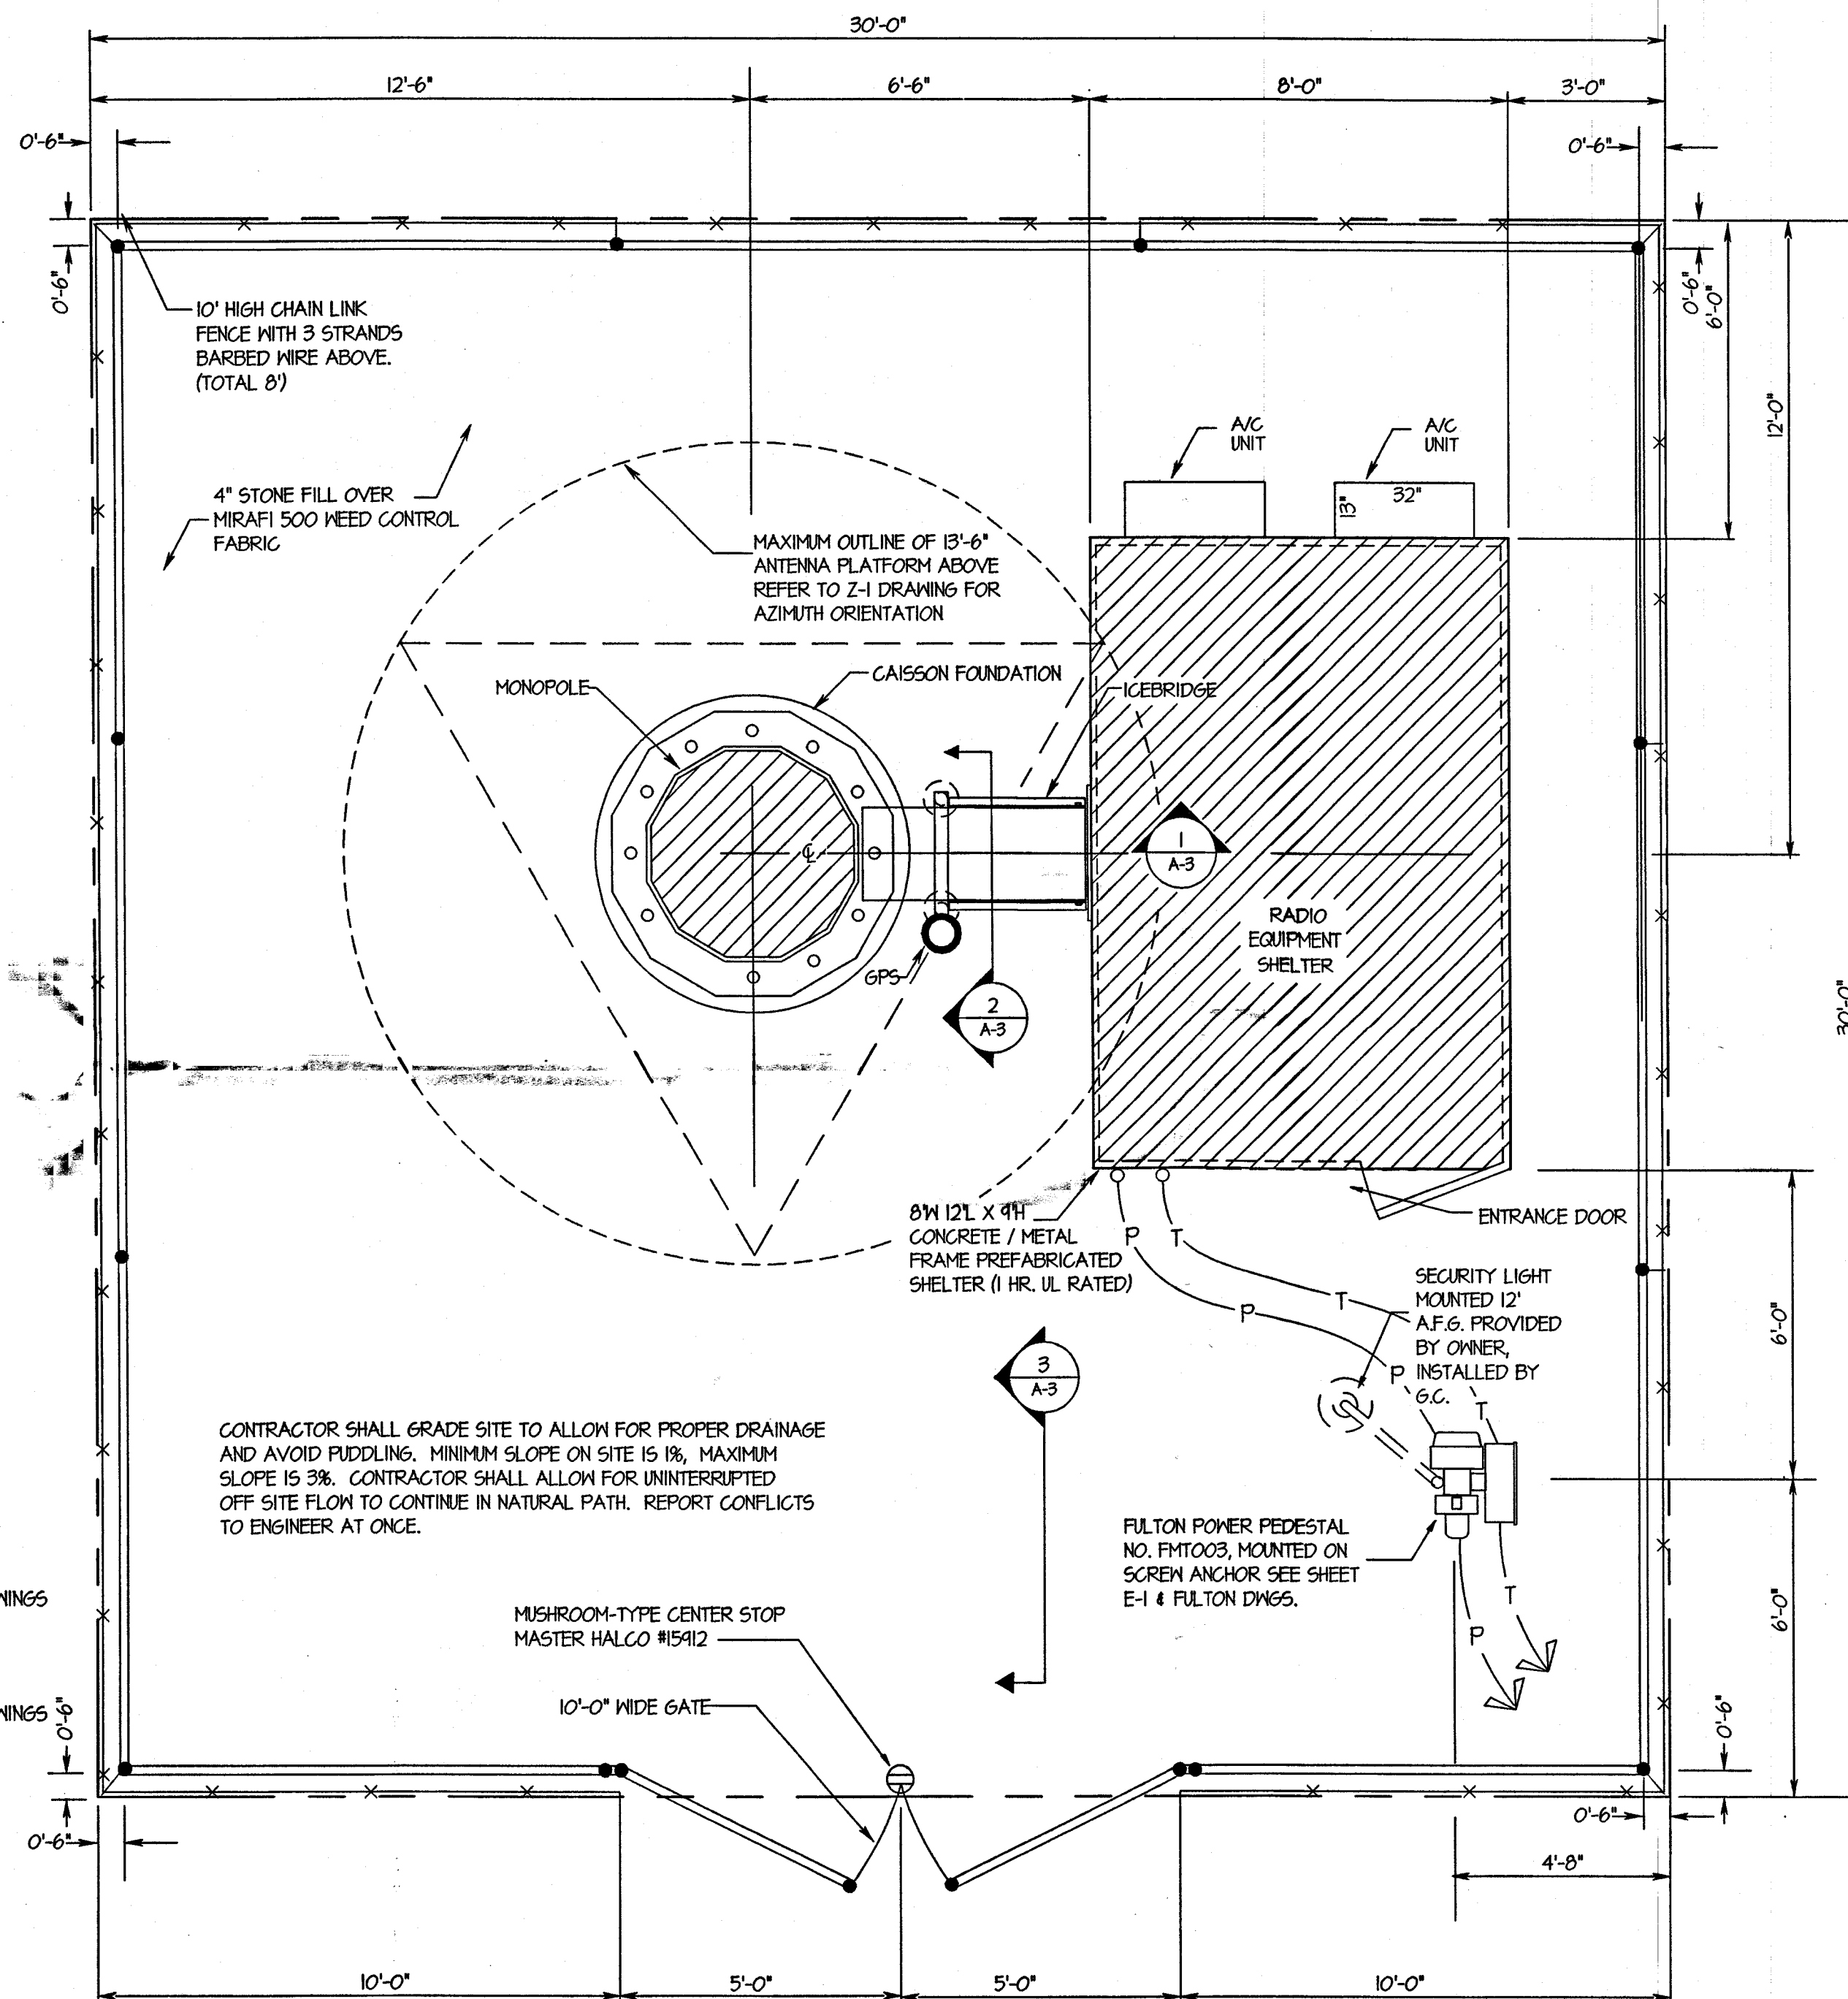 30'-0"
12'-6"
6'-6"
8'-0"
3'-0"
0'-6"
0'-6"
0'-6"
0'-6"
6'-0"
12'-0"
10' HIGH CHAIN LINK
FENCE WITH 3 STRANDS
BARBED WIRE ABOVE.
(TOTAL 8')
A/C
UNIT
A/C
UNIT
13"
32"
4" STONE FILL OVER
MIRAFI 500 WEED CONTROL
FABRIC
MAXIMUM OUTLINE OF 13'-6"
ANTENNA PLATFORM ABOVE
REFER TO Z-1 DRAWING FOR
AZIMUTH ORIENTATION
MONOPOLE
CAISSON FOUNDATION
ICEBRIDGE
℄
1
A-3
RADIO
EQUIPMENT
SHELTER
GPS
2
A-3
30'-0"
8'W 12'L X 9'H
CONCRETE / METAL
FRAME PREFABRICATED
SHELTER (1 HR. UL RATED)
P
T
ENTRANCE DOOR
P
T
SECURITY LIGHT
MOUNTED 12'
A.F.G. PROVIDED
BY OWNER,
INSTALLED BY
G.C.
P
T
6'-0"
3
A-3
CONTRACTOR SHALL GRADE SITE TO ALLOW FOR PROPER DRAINAGE
AND AVOID PUDDLING. MINIMUM SLOPE ON SITE IS 1%, MAXIMUM
SLOPE IS 3%. CONTRACTOR SHALL ALLOW FOR UNINTERRUPTED
OFF SITE FLOW TO CONTINUE IN NATURAL PATH. REPORT CONFLICTS
TO ENGINEER AT ONCE.
FULTON POWER PEDESTAL
NO. FMT003, MOUNTED ON
SCREW ANCHOR SEE SHEET
E-1 & FULTON DWGS.
T
P
6'-0"
WINGS
MUSHROOM-TYPE CENTER STOP
MASTER HALCO #15912
WINGS
0'-6"
10'-0" WIDE GATE
0'-6"
0'-6"
0'-6"
4'-8"
10'-0"
5'-0"
5'-0"
10'-0"